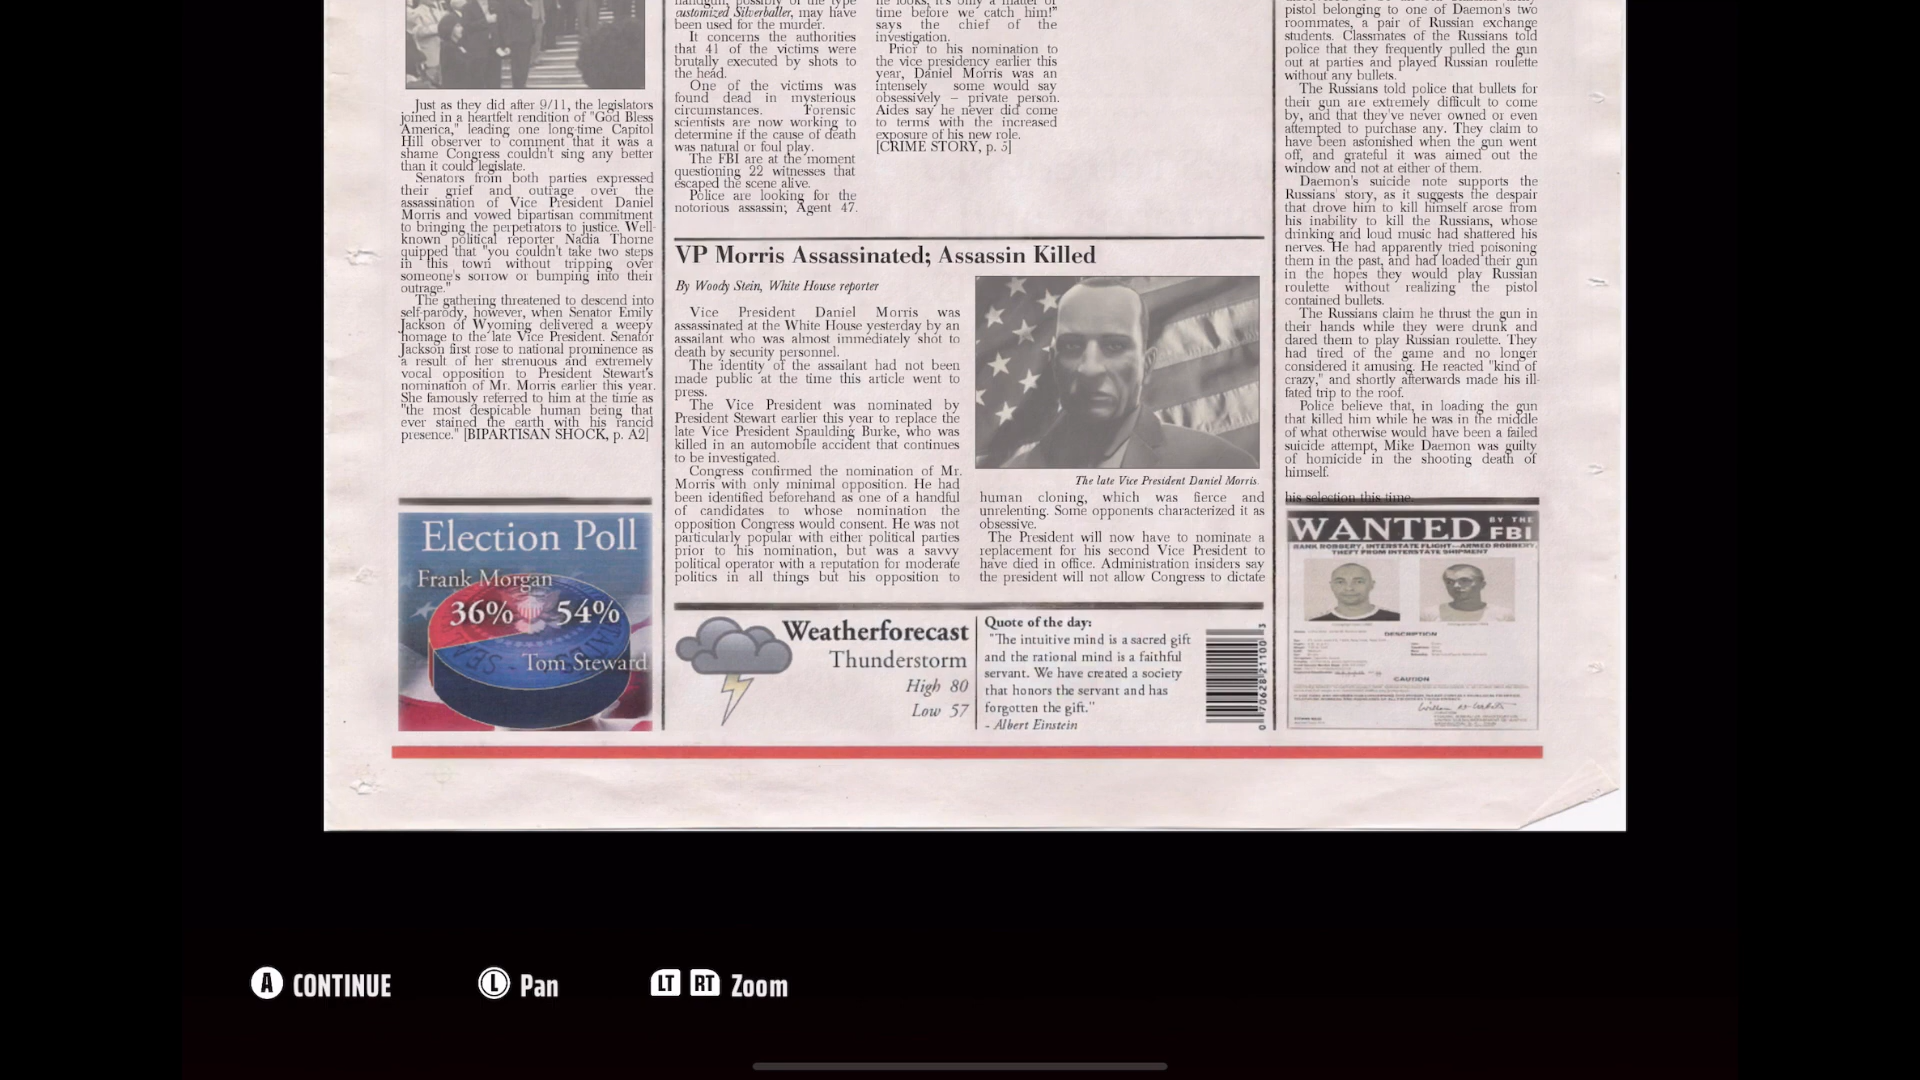 handgun, possibly of the type
customized Silverballer, may have
been used for the murder.
It concerns the authorities
that 41 of the victims were
brutally executed by shots to
the head.
One of the victims was
found dead in mysterious
circumstances. Forensic
scientists are now working to
determine if the cause of death
was natural or foul play.
The FBI are at the moment
questioning 22 witnesses that
escaped the scene alive.
Police are looking for the
notorious assassin; Agent 47.
he looks, it's only a matter of
time before we catch him!"
says the chief of the
investigation.
Prior to his nomination to
the vice presidency earlier this
year, Daniel Morris was an
intensely some would say
obsessively – private person.
Aides say he never did come
to terms with the increased
exposure of his new role.
[CRIME STORY, p. 5]
Just as they did after 9/11, the legislators
joined in a heartfelt rendition of "God Bless
America," leading one long-time Capitol
Hill observer to comment that it was a
shame Congress couldn't sing any better
than it could legislate.
Senators from both parties expressed
their grief and outrage over the
assassination of Vice President Daniel
Morris and vowed bipartisan commitment
to bringing the perpetrators to justice. Well-
known political reporter Nadia Thorne
quipped that "you couldn't take two steps
in this town without tripping over
someone's sorrow or bumping into their
outrage."
The gathering threatened to descend into
self-parody, however, when Senator Emily
Jackson of Wyoming delivered a weepy
homage to the late Vice President. Senator
Jackson first rose to national prominence as
a result of her strenuous and extremely
vocal opposition to President Stewart's
nomination of Mr. Morris earlier this year.
She famously referred to him at the time as
"the most despicable human being that
ever stained the earth with his rancid
presence." [BIPARTISAN SHOCK, p. A2]
Election Poll
Frank Morgan
36% 54%
Tom Steward
VP Morris Assassinated; Assassin Killed
By Woody Stein, White House reporter
Vice President Daniel Morris was
assassinated at the White House yesterday by an
assailant who was almost immediately shot to
death by security personnel.
The identity of the assailant had not been
made public at the time this article went to
press.
The Vice President was nominated by
President Stewart earlier this year to replace the
late Vice President Spaulding Burke, who was
killed in an automobile accident that continues
to be investigated.
Congress confirmed the nomination of Mr.
Morris with only minimal opposition. He had
been identified beforehand as one of a handful
of candidates to whose nomination the
opposition Congress would consent. He was not
particularly popular with either political parties
prior to his nomination, but was a savvy
political operator with a reputation for moderate
politics in all things but his opposition to
The late Vice President Daniel Morris.
human cloning, which was fierce and
unrelenting. Some opponents characterized it as
obsessive.
The President will now have to nominate a
replacement for his second Vice President to
have died in office. Administration insiders say
the president will not allow Congress to dictate
his selection this time.
Weatherforecast
Thunderstorm
High 80
Low 57
Quote of the day:
"The intuitive mind is a sacred gift
and the rational mind is a faithful
servant. We have created a society
that honors the servant and has
forgotten the gift."
- Albert Einstein
0 70628 21100 3
pistol belonging to one of Daemon's two
roommates, a pair of Russian exchange
students. Classmates of the Russians told
police that they frequently pulled the gun
out at parties and played Russian roulette
without any bullets.
The Russians told police that bullets for
their gun are extremely difficult to come
by, and that they've never owned or even
attempted to purchase any. They claim to
have been astonished when the gun went
off, and grateful it was aimed out the
window and not at either of them.
Daemon's suicide note supports the
Russians' story, as it suggests the despair
that drove him to kill himself arose from
his inability to kill the Russians, whose
drinking and loud music had shattered his
nerves. He had apparently tried poisoning
them in the past, and had loaded their gun
in the hopes they would play Russian
roulette without realizing the pistol
contained bullets.
The Russians claim he thrust the gun in
their hands while they were drunk and
dared them to play Russian roulette. They
had tired of the game and no longer
considered it amusing. He reacted "kind of
crazy," and shortly afterwards made his ill-
fated trip to the roof.
Police believe that, in loading the gun
that killed him while he was in the middle
of what otherwise would have been a failed
suicide attempt, Mike Daemon was guilty
of homicide in the shooting death of
himself.
WANTED BY THE FBI
BANK ROBBERY, INTERSTATE FLIGHT—ARMED ROBBERY,
THEFT FROM INTERSTATE SHIPMENT
DESCRIPTION
CAUTION
A CONTINUE
L Pan
LT RT Zoom